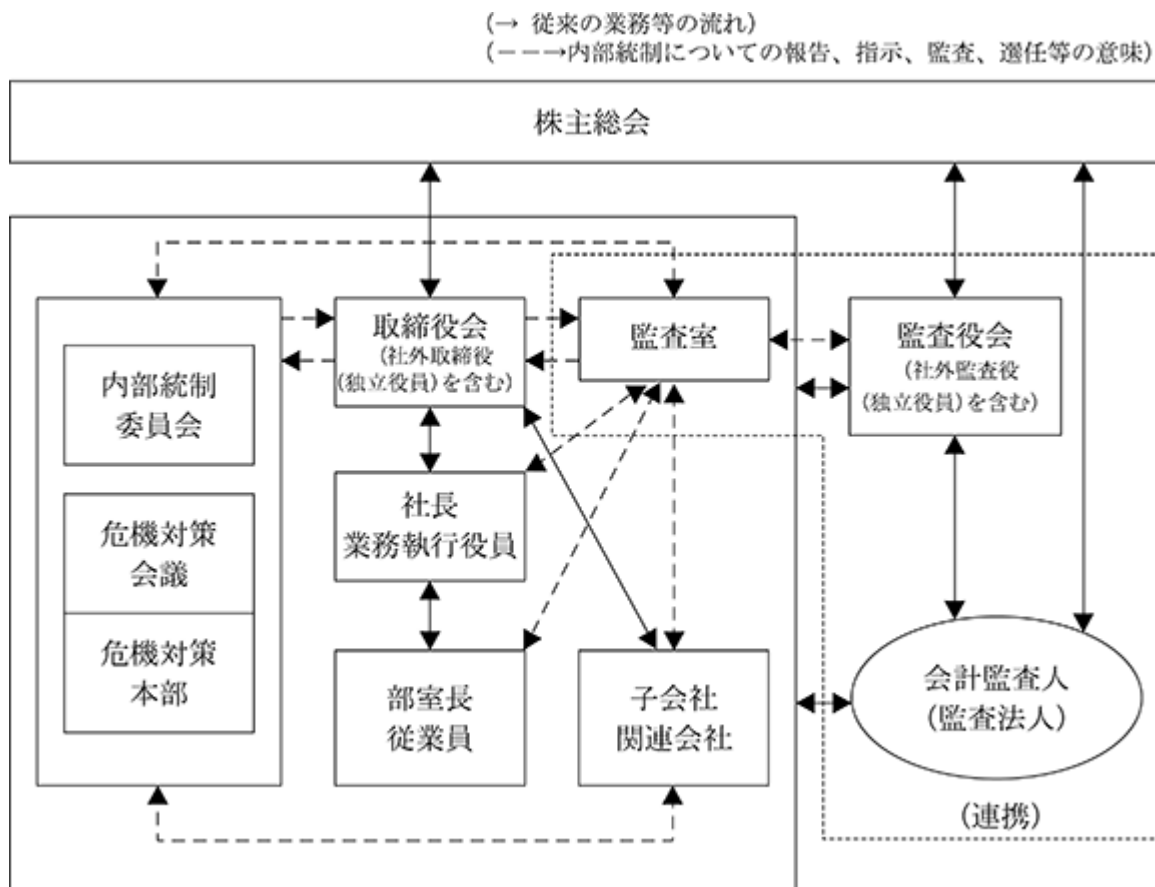 (→ 従来の業務等の流れ)
(−−→内部統制についての報告、指示、監査、選任等の意味)
株主総会
取締役会
(社外取締役
(独立役員)を含む)
監査室
監査役会
(社外監査役
(独立役員)を含む)
内部統制
委員会
社長
業務執行役員
危機対策
会議
危機対策
本部
部室長
従業員
子会社
関連会社
会計監査人
(監査法人)
(連携)